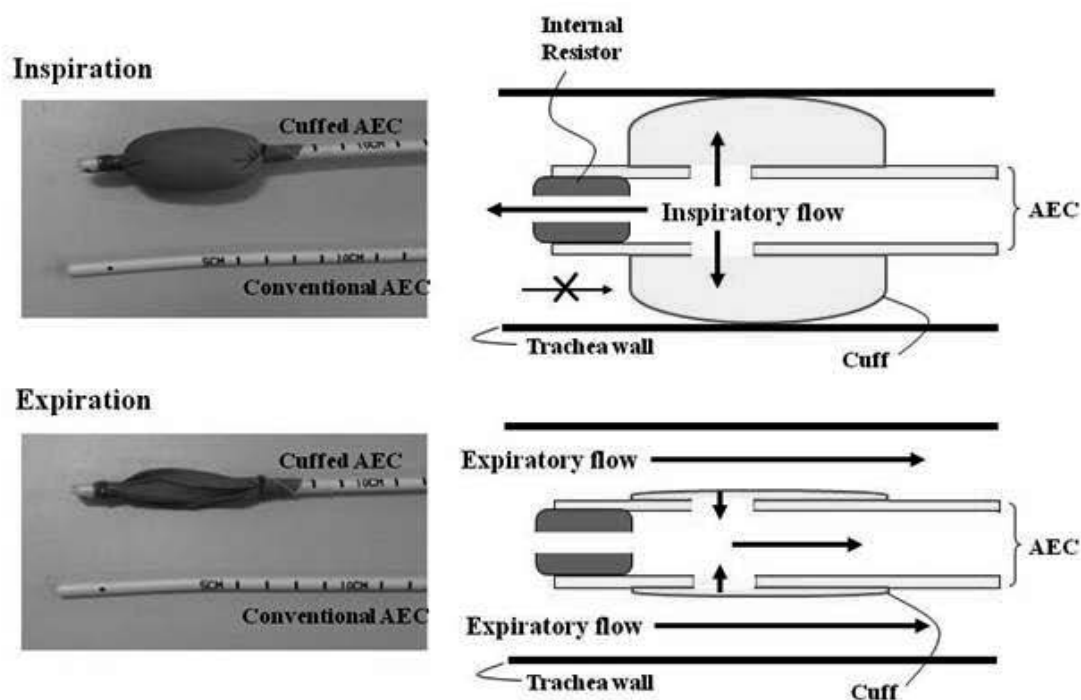 Inspiration
Cuffed AEC
10CM
5CM
10CM
Conventional AEC
Internal
Resistor
Inspiratory flow
AEC
Trachea wall
Cuff
Expiration
Cuffed AEC
10CM
5CM
10CM
Conventional AEC
Expiratory flow
AEC
Expiratory flow
Trachea wall
Cuff